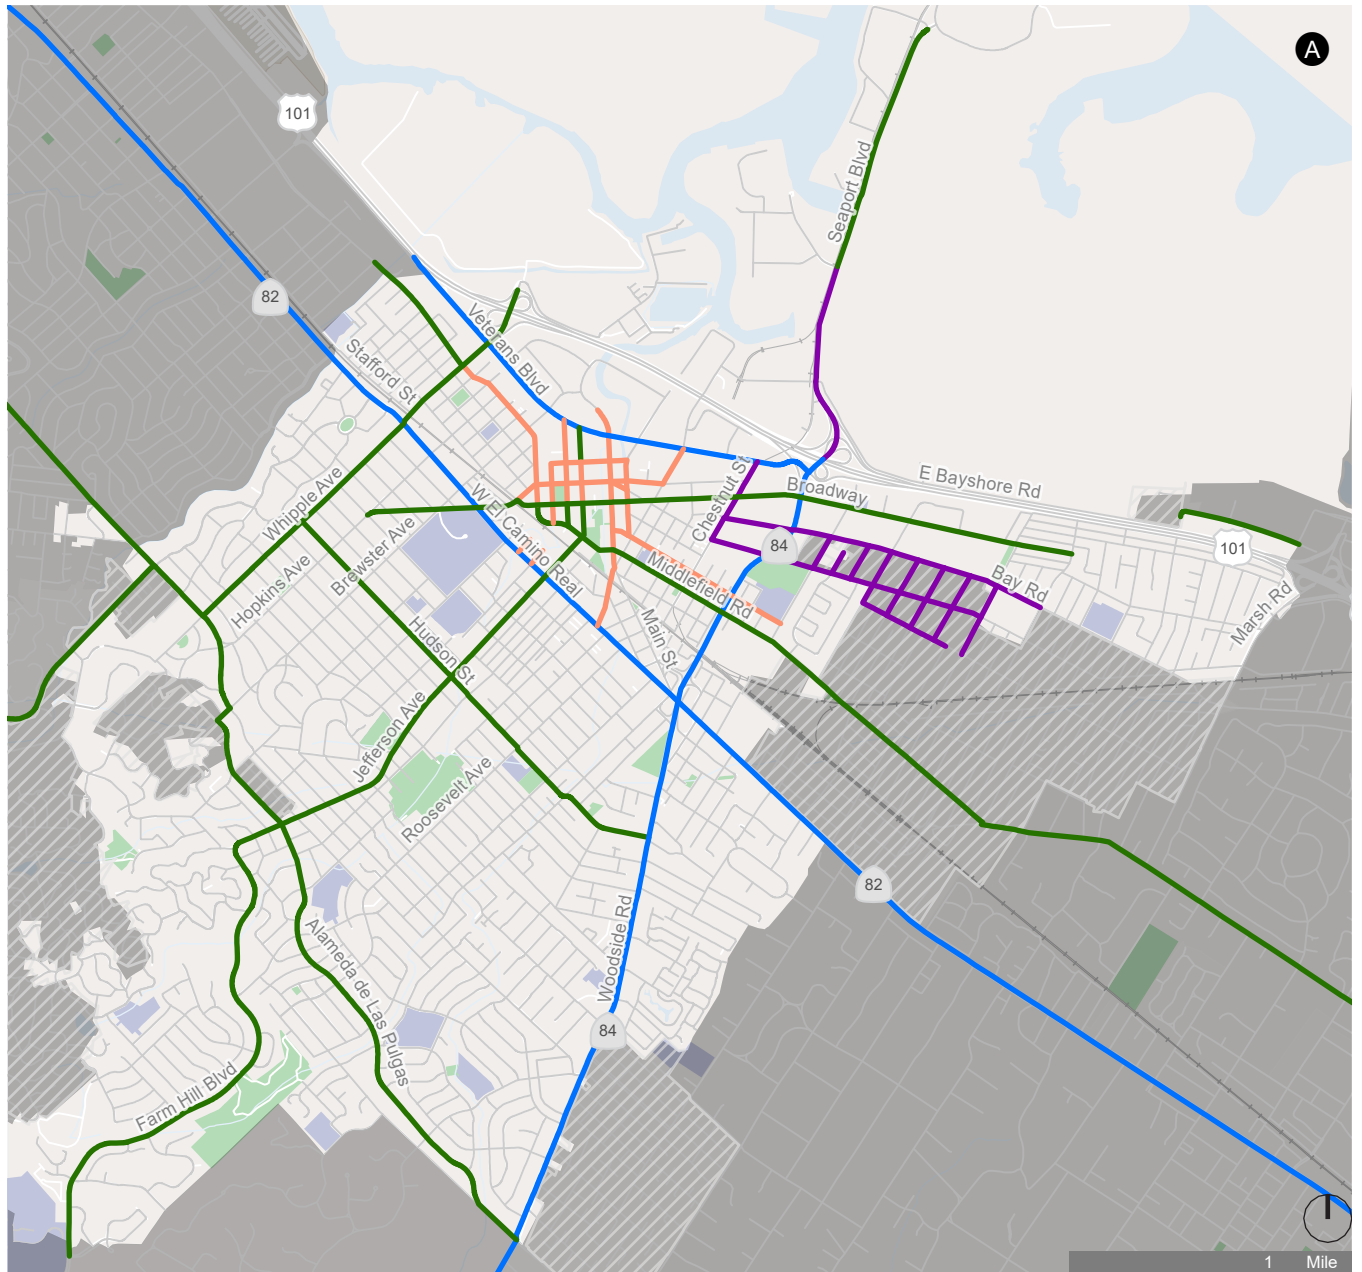 A
101
Seaport Blvd
82
Veterans Blvd
Stafford St
Chestnut St
E Bayshore Rd
Broadway
Whipple Ave
W El Camino Real
Brewster Ave
84
101
Hopkins Ave
Middlefield Rd
Bay Rd
Marsh Rd
Hudson St
Main St
Jefferson Ave
Roosevelt Ave
82
Woodside Rd
Alameda de Las Pulgas
84
Farm Hill Blvd
1 Mile